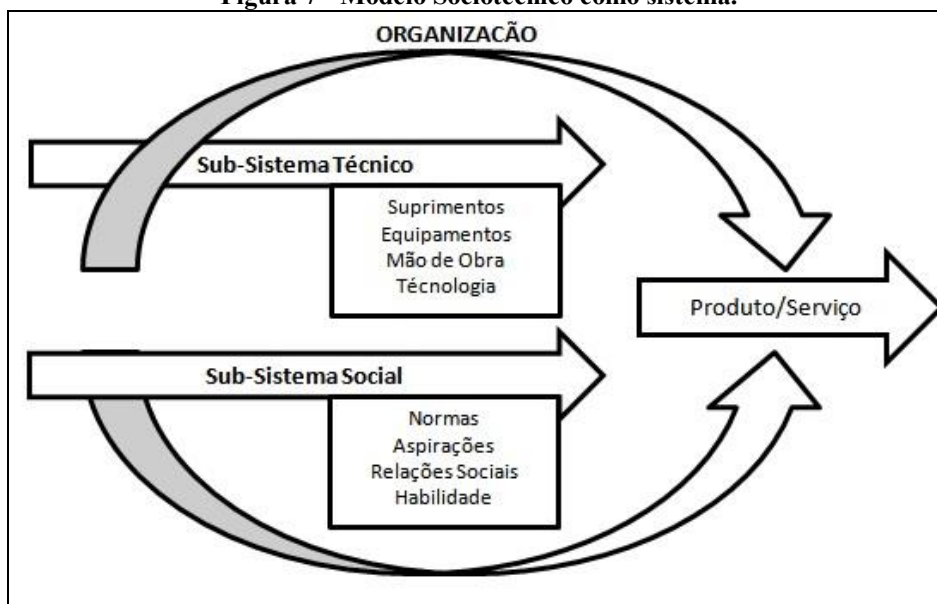 Figura 7 - Modelo Sociotécnico como sistema.
ORGANIZACÃO
Sub-Sistema Técnico
Suprimentos
Equipamentos
Mão de Obra
Técnologia
Produto/Serviço
Sub-Sistema Social
Normas
Aspirações
Relações Sociais
Habilidade